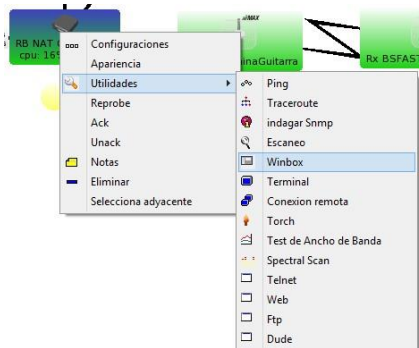 RB NAT
cpu: 169
Configuraciones
Apariencia
Utilidades
Reprobe
Ack
Unack
Notas
Eliminar
Selecciona adyacente
inaGuitarra
Rx BSFAST
Ping
Traceroute
indagar Snmp
Escaneo
Winbox
Terminal
Conexion remota
Torch
Test de Ancho de Banda
Spectral Scan
Telnet
Web
Ftp
Dude